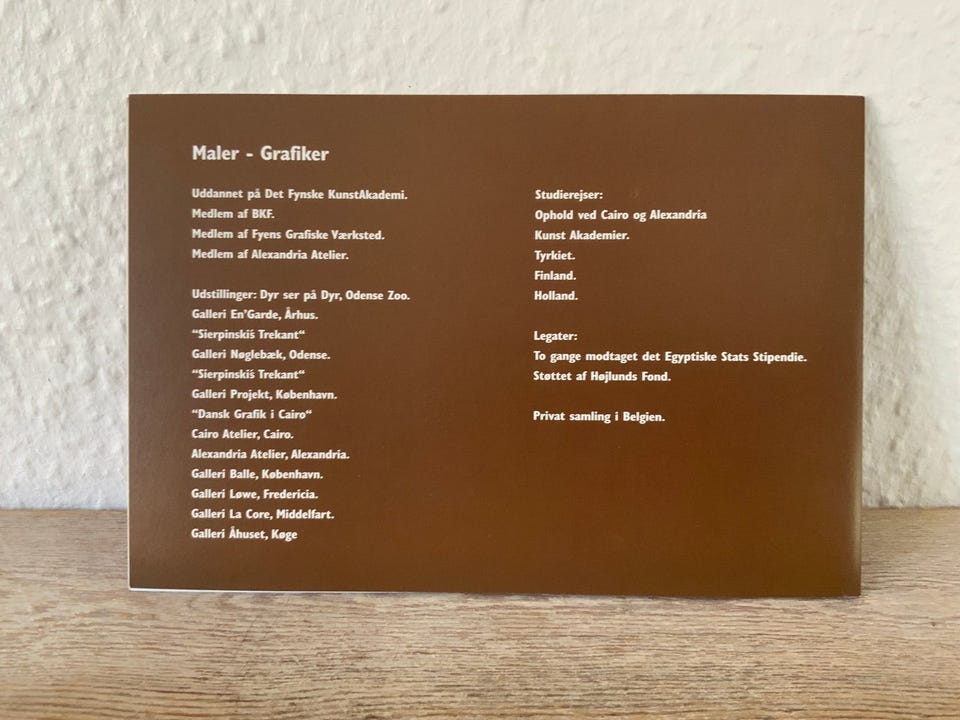 Maler - Grafiker
Uddannet på Det Fynske KunstAkademi.
Medlem af BKF.
Medlem af Fyens Grafiske Værksted.
Medlem af Alexandria Atelier.
Udstillinger: Dyr ser på Dyr, Odense Zoo.
Galleri En'Garde, Århus.
“Sierpinskiś Trekant“
Galleri Nøglebæk, Odense.
“Sierpinskiś Trekant“
Galleri Projekt, København.
“Dansk Grafik i Cairo“
Cairo Atelier, Cairo.
Alexandria Atelier, Alexandria.
Galleri Balle, København.
Galleri Løwe, Fredericia.
Galleri La Core, Middelfart.
Galleri Åhuset, Køge
Studierejser:
Ophold ved Cairo og Alexandria
Kunst Akademier.
Tyrkiet.
Finland.
Holland.
Legater:
To gange modtaget det Egyptiske Stats Stipendie.
Støttet af Højlunds Fond.
Privat samling i Belgien.